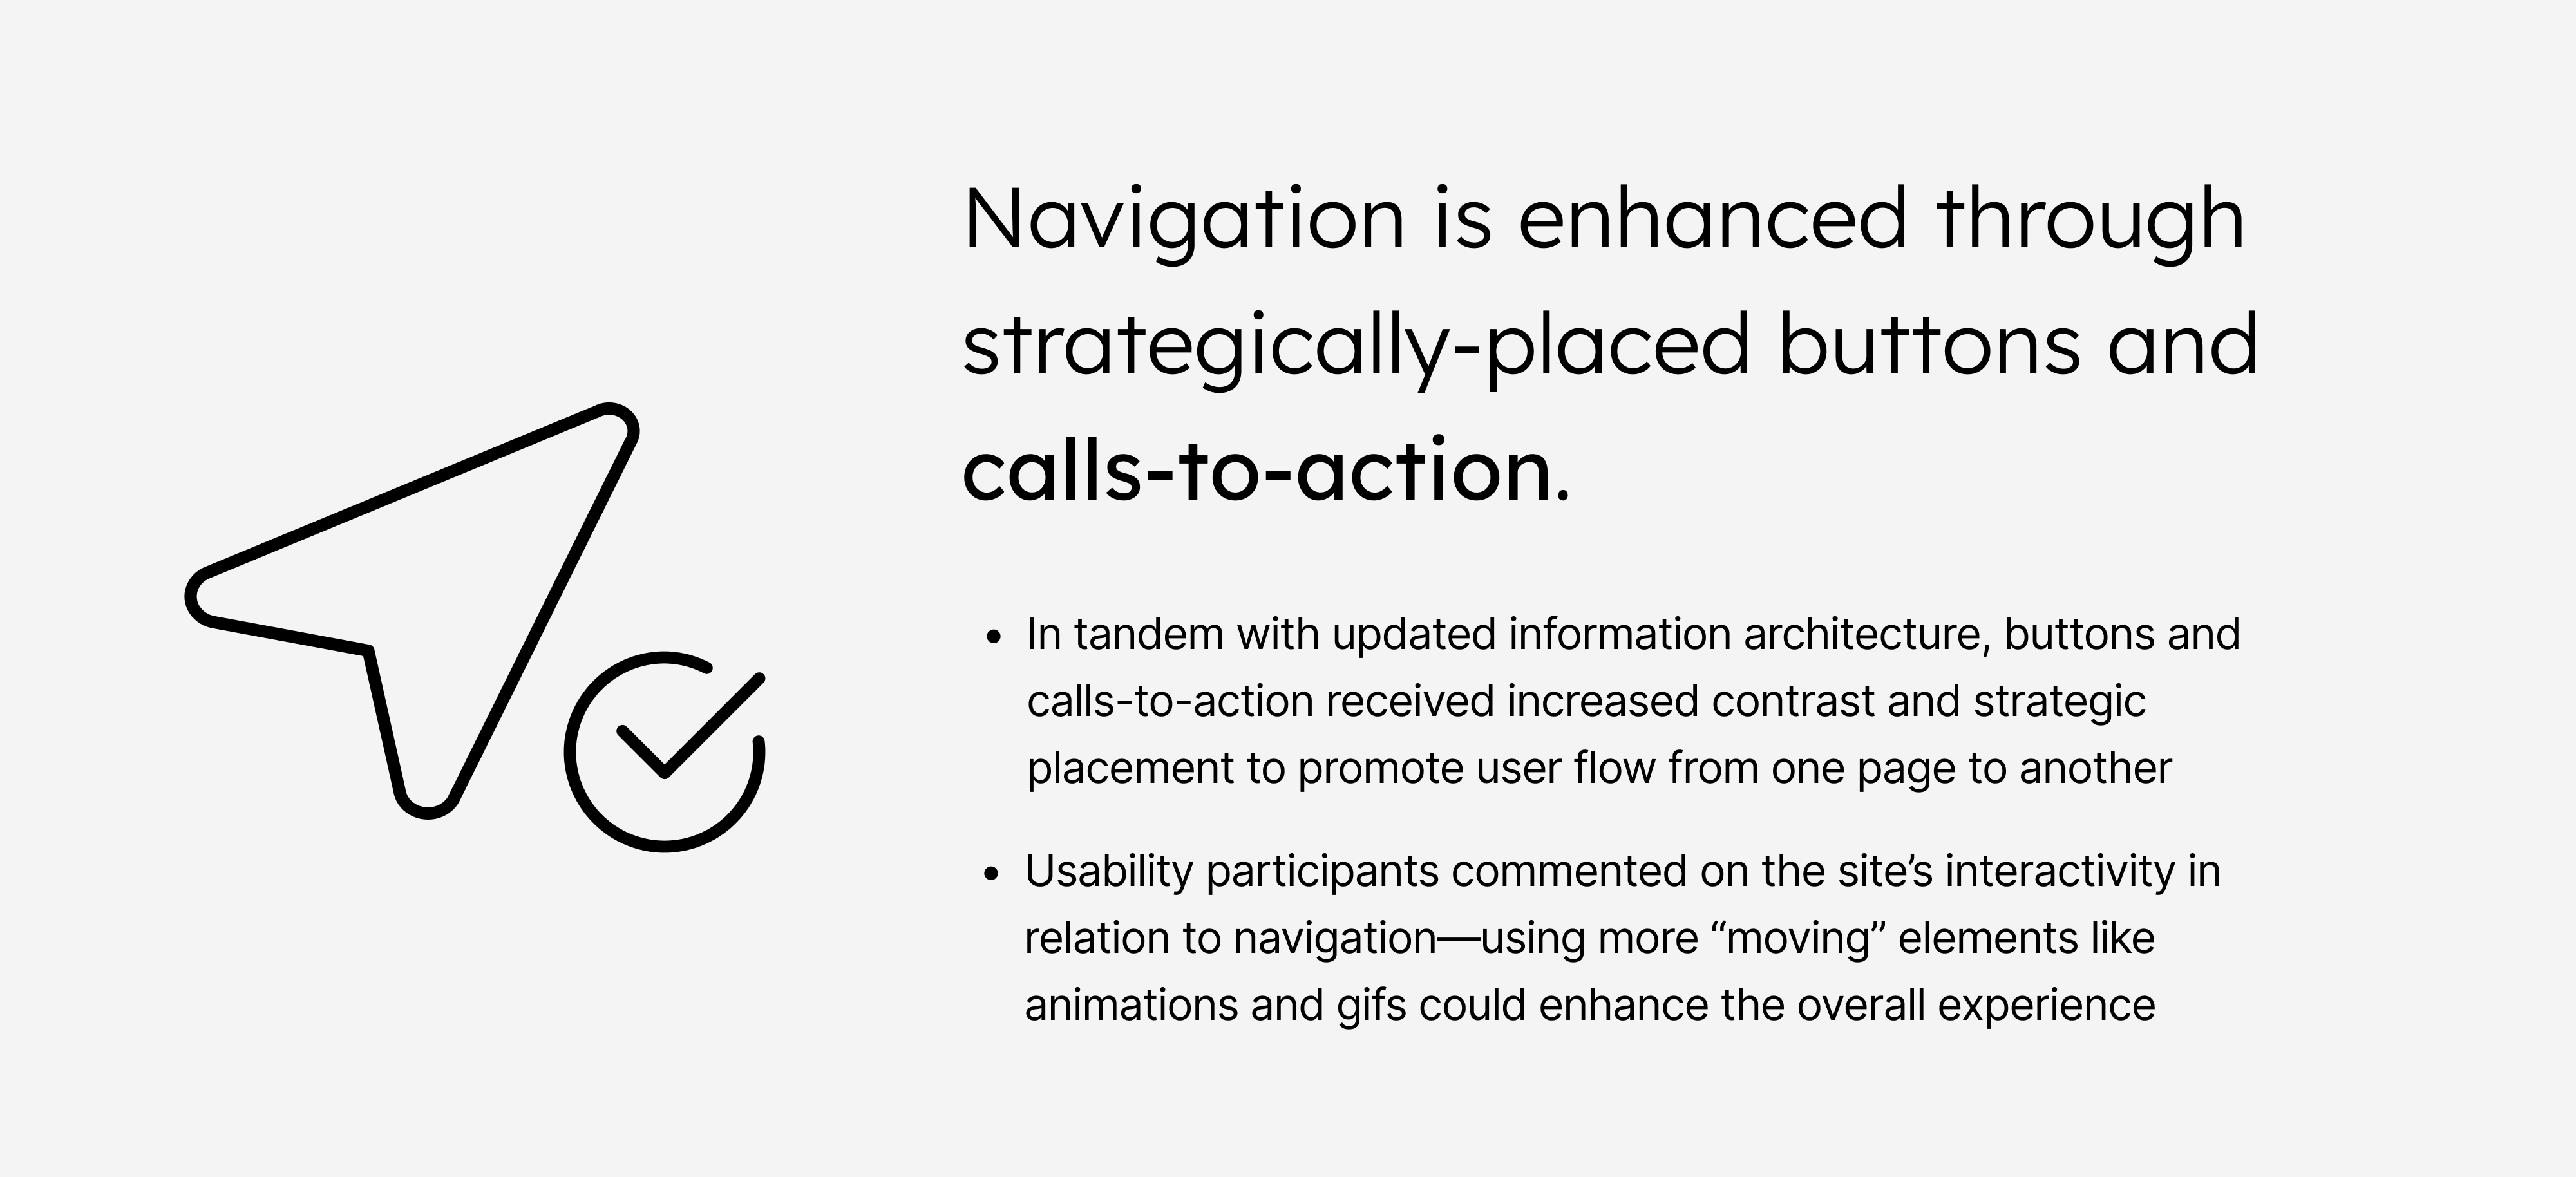 Navigation is enhanced through
strategically-placed buttons and
calls-to-action.
• In tandem with updated information architecture, buttons and
calls-to-action received increased contrast and strategic
placement to promote user flow from one page to another
• Usability participants commented on the site’s interactivity in
relation to navigation—using more “moving” elements like
animations and gifs could enhance the overall experience